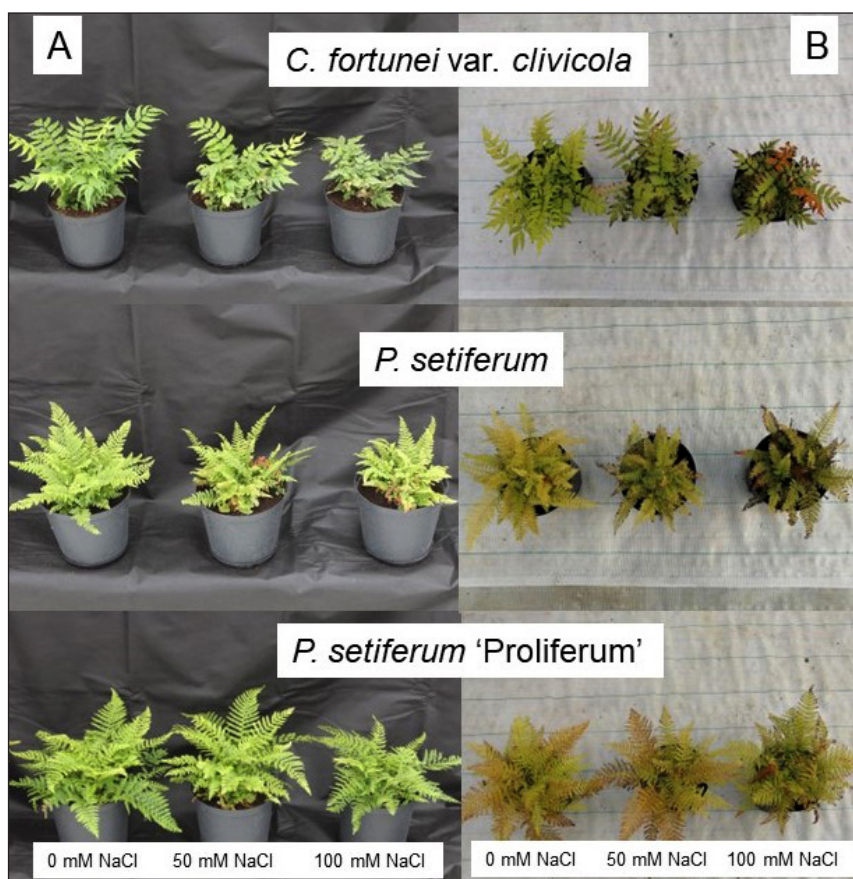 A
B
C. fortunei var. clivicola
P. setiferum
P. setiferum ‘Proliferum’
0 mM NaCl 50 mM NaCl 100 mM NaCl 0 mM NaCl 50 mM NaCl 100 mM NaCl